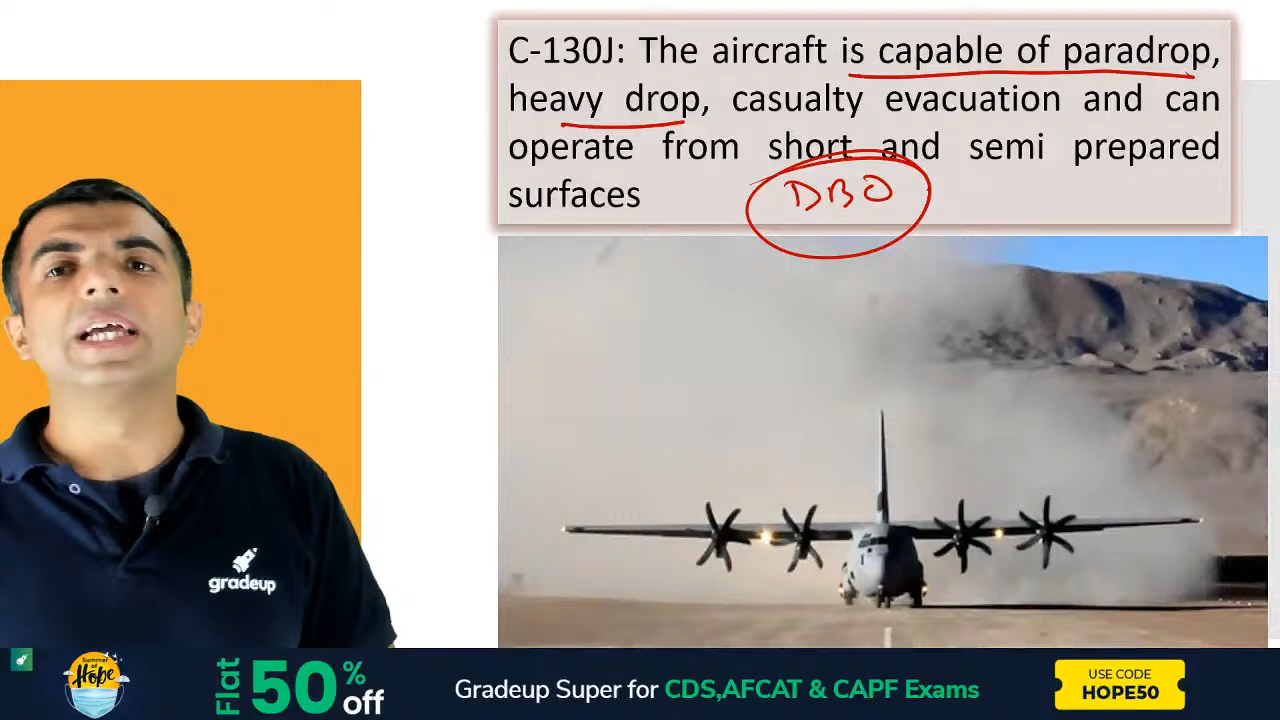 C-130J: The aircraft is capable of paradrop,
heavy drop, casualty evacuation and can
operate from short and semi prepared
surfaces
DBO
gradeup
Summer
of
Hope
Flat 50% off
Gradeup Super for CDS,AFCAT & CAPF Exams
USE CODE
HOPE50